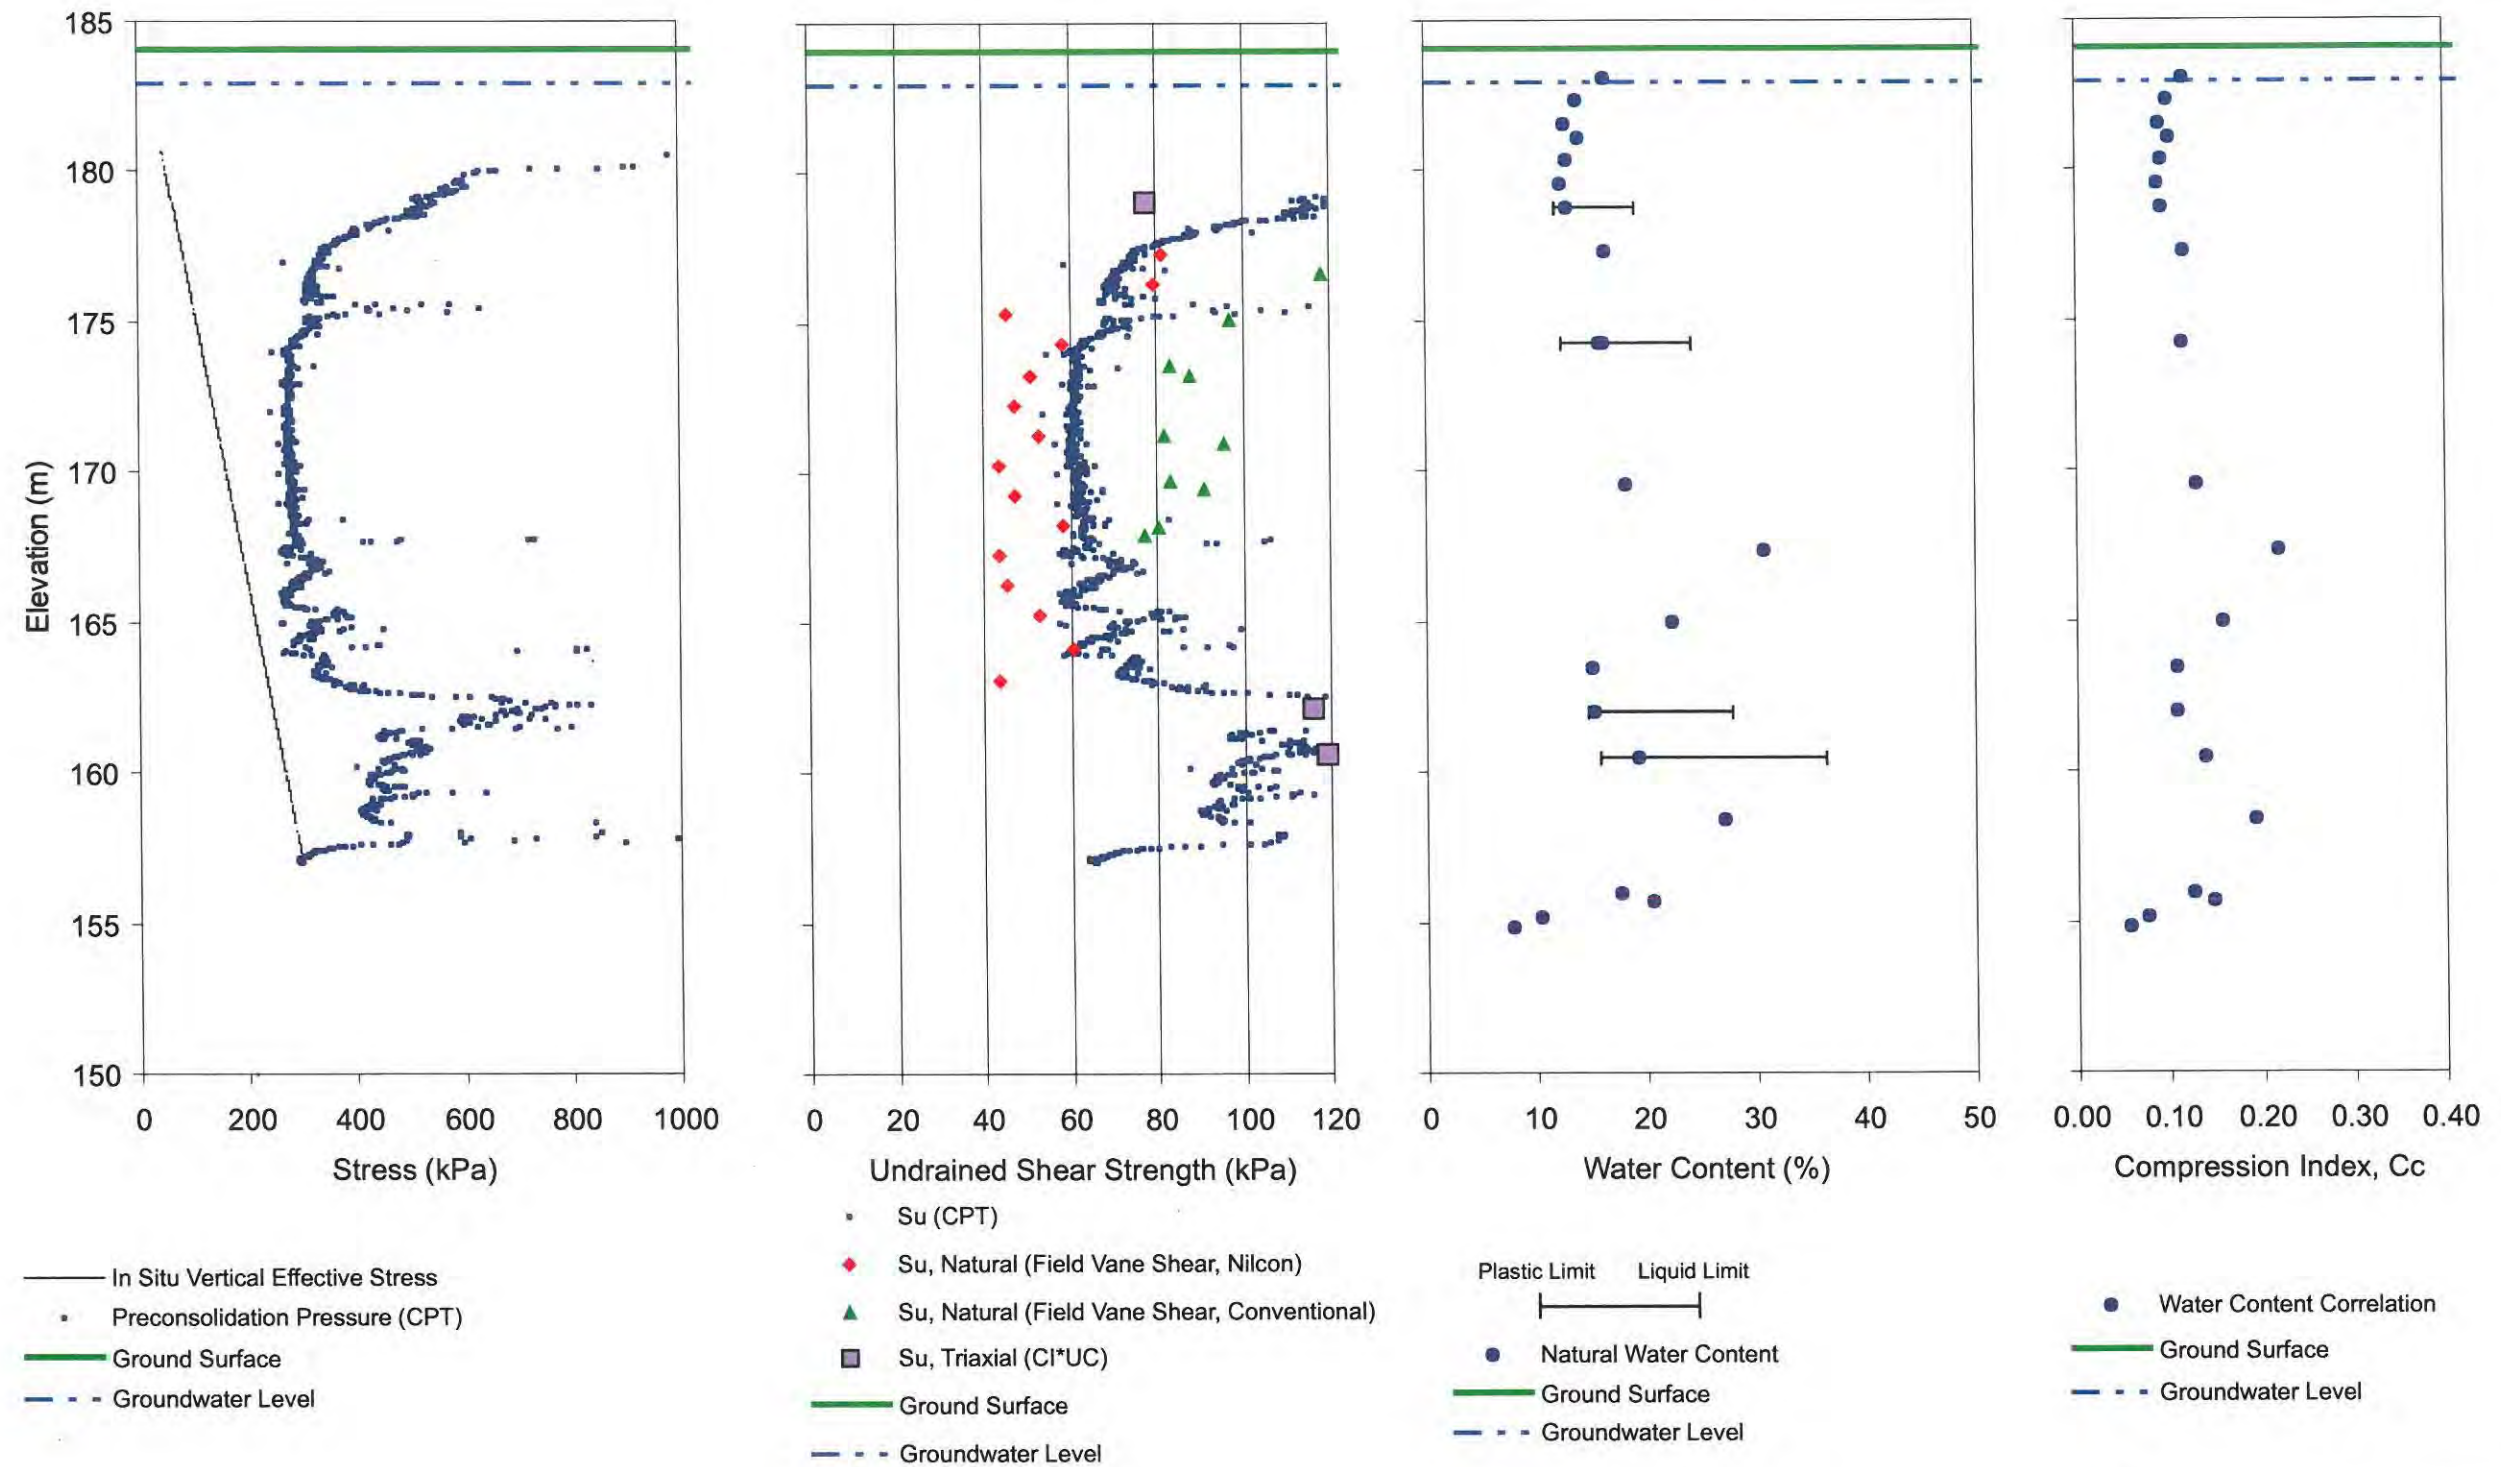 185
180
175
170
165
160
155
150
Elevation (m)
0 200 400 600 800 1000
Stress (kPa)
In Situ Vertical Effective Stress
Preconsolidation Pressure (CPT)
Ground Surface
Groundwater Level
0 20 40 60 80 100 120
Undrained Shear Strength (kPa)
Su (CPT)
Su, Natural (Field Vane Shear, Nilcon)
Su, Natural (Field Vane Shear, Conventional)
Su, Triaxial (CI*UC)
Ground Surface
Groundwater Level
0 10 20 30 40 50
Water Content (%)
Plastic Limit Liquid Limit
Natural Water Content
Ground Surface
Groundwater Level
0.00 0.10 0.20 0.30 0.40
Compression Index, Cc
Water Content Correlation
Ground Surface
Groundwater Level